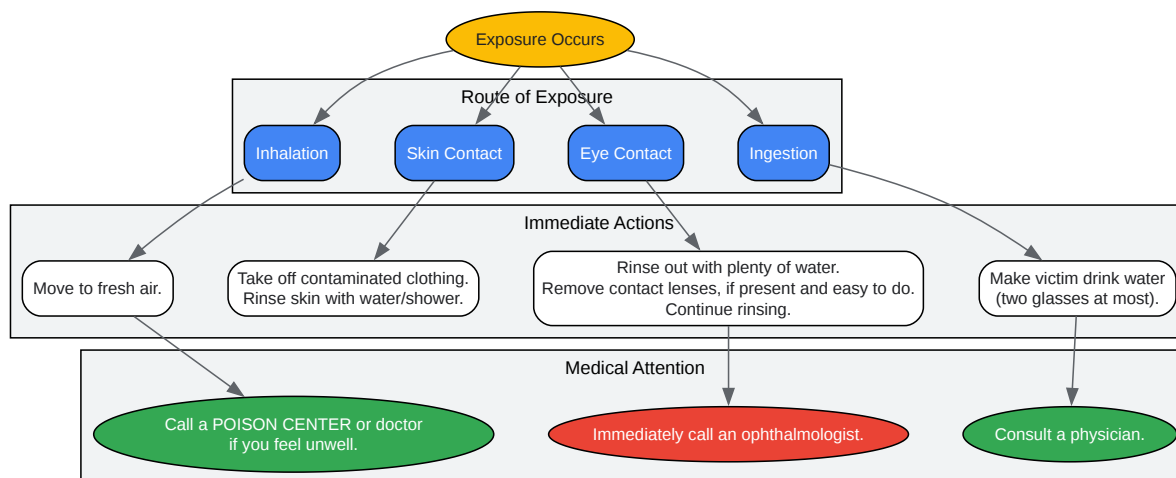 Exposure Occurs
Route of Exposure
Inhalation
Skin Contact
Eye Contact
Ingestion
Immediate Actions
Move to fresh air.
Take off contaminated clothing.
Rinse skin with water/shower.
Rinse out with plenty of water.
Remove contact lenses, if present and easy to do.
Continue rinsing.
Make victim drink water
(two glasses at most).
Medical Attention
Call a POISON CENTER or doctor
if you feel unwell.
Immediately call an ophthalmologist.
Consult a physician.